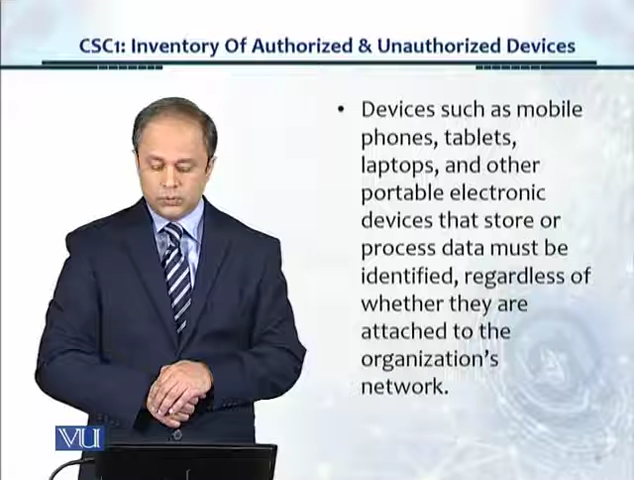 CSC1: Inventory Of Authorized & Unauthorized Devices
• Devices such as mobile
phones, tablets,
laptops, and other
portable electronic
devices that store or
process data must be
identified, regardless of
whether they are
attached to the
organization's
network.
VU